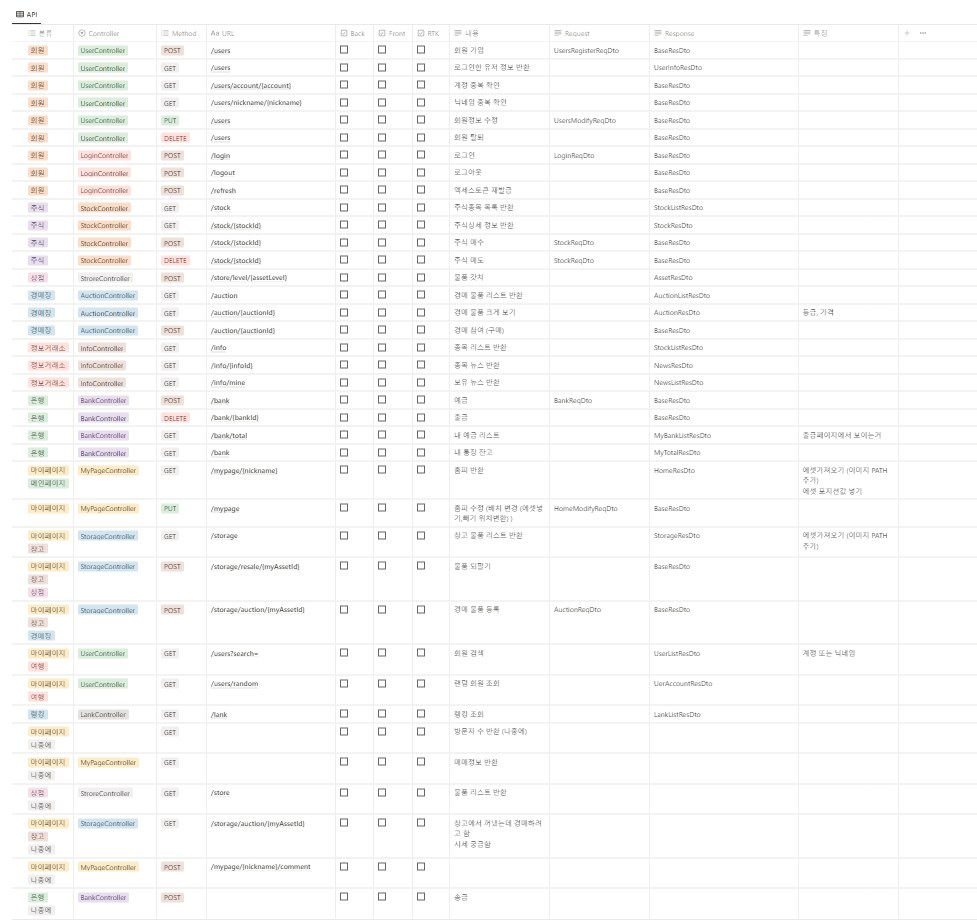 API
분류 Controller Method Aa URL Back Front RTK 내용 Request Response 특징
회원 UserController POST /users 회원 가입 UsersRegisterReqDto BaseResDto
회원 UserController GET /users 로그인한 유저 정보 반환 UserInfoResDto
회원 UserController GET /users/account/{account} 계정 중복 확인 BaseResDto
회원 UserController GET /users/nickname/{nickname} 닉네임 중복 확인 BaseResDto
회원 UserController PUT /users 회원정보 수정 UsersModifyReqDto BaseResDto
회원 UserController DELETE /users 회원 탈퇴 BaseResDto
회원 LoginController POST /login 로그인 LoginReqDto BaseResDto
회원 LoginController POST /logout 로그아웃 BaseResDto
회원 LoginController POST /refresh 액세스토큰 재발급 BaseResDto
주식 StockController GET /stock 주식종목 목록 반환 StockListResDto
주식 StockController GET /stock/{stockId} 주식상세 정보 반환 StockResDto
주식 StockController POST /stock/{stockId} 주식 매수 StockReqDto BaseResDto
주식 StockController DELETE /stock/{stockId} 주식 매도 StockReqDto BaseResDto
상점 StroreController POST /store/level/{assetLevel} 물품 갓차 AssetResDto
경매장 AuctionController GET /auction 경매 물품 리스트 반환 AuctionListResDto
경매장 AuctionController GET /auction/{auctionId} 경매 물품 크게 보기 AuctionResDto 등급, 가격
경매장 AuctionController POST /auction/{auctionId} 경매 참여 (구매) BaseResDto
정보거래소 InfoController GET /info 종목 리스트 반환 StockListResDto
정보거래소 InfoController GET /info/{infoId} 종목 뉴스 반환 NewsResDto
정보거래소 InfoController GET /info/mine 보유 뉴스 반환 NewsListResDto
은행 BankController POST /bank 예금 BankReqDto BaseResDto
은행 BankController DELETE /bank/{bankId} 출금 BaseResDto
은행 BankController GET /bank/total 내 예금 리스트 MyBankListResDto 출금페이지에서 보이는거
은행 BankController GET /bank 내 통장 잔고 MyTotalResDto
마이페이지 MyPageController GET /mypage/{nickname} 홈피 반환 HomeResDto 에셋가져오기 (이미지 PATH
메인페이지 주기)
에셋 포지션값 넣기
마이페이지 MyPageController PUT /mypage 홈피 수정 (배치 변경 (에셋넣 HomeModifyReqDto BaseResDto
기,빼기 위치변환) )
마이페이지 StorageController GET /storage 창고 물품 리스트 반환 StorageResDto 에셋가져오기 (이미지 PATH
창고 주기)
마이페이지 StorageController POST /storage/resale/{myAssetId} 물품 되팔기 BaseResDto
창고
상점
마이페이지 StorageController POST /storage/auction/{myAssetId} 경매 물품 등록 AuctionReqDto BaseResDto
창고
경매장
마이페이지 UserController GET /users?search= 회원 검색 UserListResDto 계정 또는 닉네임
여행
마이페이지 UserController GET /users/random 랜덤 회원 조회 UerAccountResDto
여행
랭킹 LankController GET /lank 랭킹 조회 LankListResDto
마이페이지 GET 방문자 수 반환 (나중에)
나중에
마이페이지 MyPageController GET 매매정보 반환
나중에
상점 StroreController GET /store 물품 리스트 반환
나중에
마이페이지 StorageController GET /storage/auction/{myAssetId} 창고에서 꺼냈는데 경매하려
창고 고 함
나중에 시세 궁금함
마이페이지 MyPageController POST /mypage/{nickname}/comment
나중에
은행 BankController POST 송금
나중에